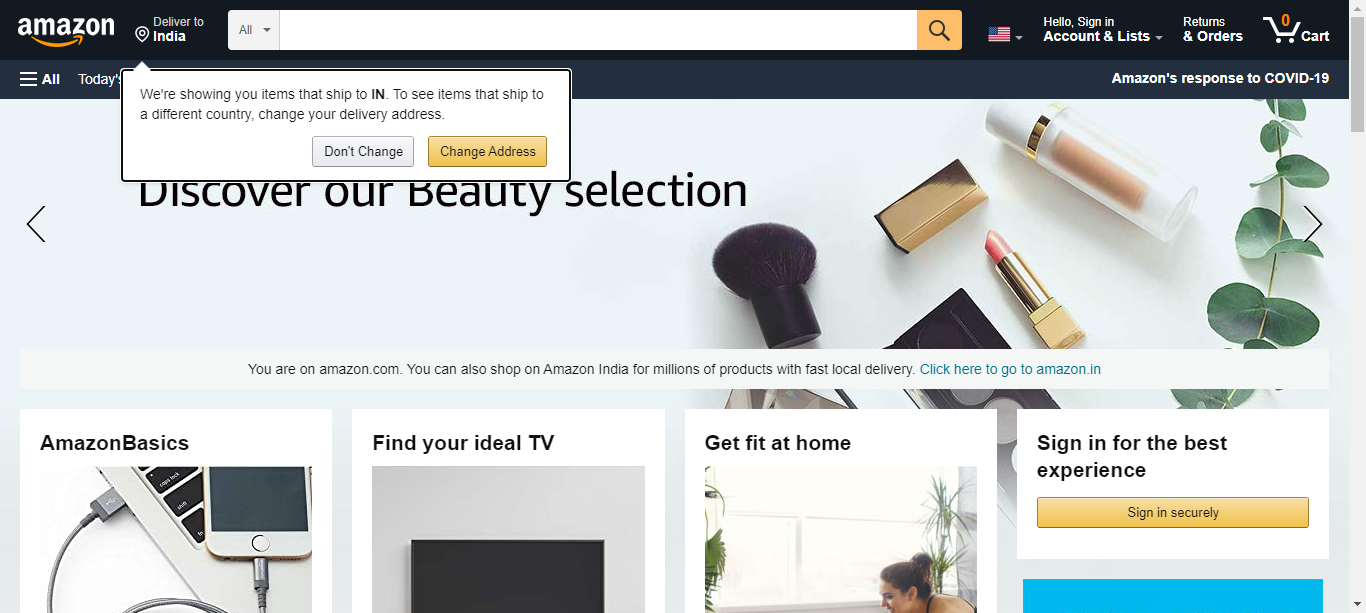 amazon
Deliver to
India
All
Hello, Sign in
Account & Lists
Returns
& Orders
0
Cart
All
Today's
Amazon's response to COVID-19
We're showing you items that ship to IN. To see items that ship to
a different country, change your delivery address.
Don't Change
Change Address
Discover our Beauty selection
You are on amazon.com. You can also shop on Amazon India for millions of products with fast local delivery. Click here to go to amazon.in
AmazonBasics
Find your ideal TV
Get fit at home
Sign in for the best
experience
Sign in securely
caps lock
shift
fn